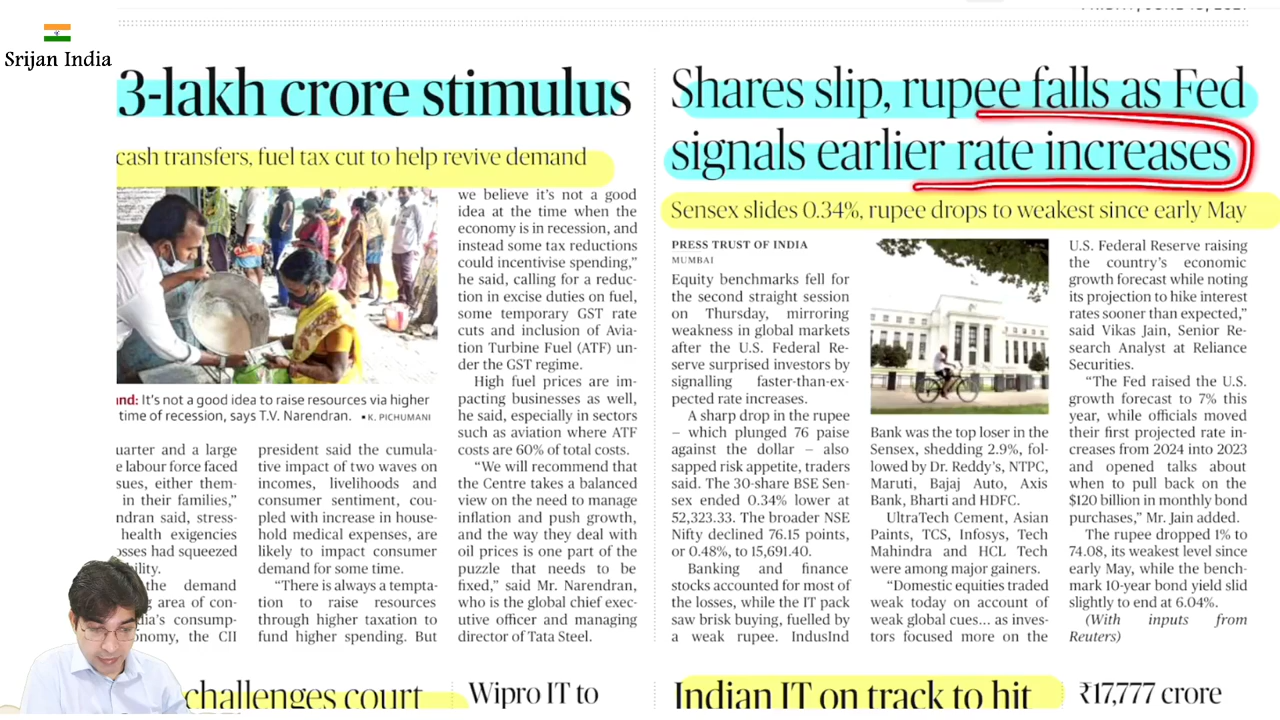 Srijan India
3-lakh crore stimulus
cash transfers, fuel tax cut to help revive demand
It's not a good idea to raise resources via higher
time of recession, says T.V. Narendran. • K. PICHUMANI
uarter and a large
e labour force faced
sues, either them-
in their families,"
ndran said, stress-
health exigencies
sses had squeezed
bility.
the demand
area of con-
dia's consump-
onomy, the CII
president said the cumula-
tive impact of two waves on
incomes, livelihoods and
consumer sentiment, cou-
pled with increase in house-
hold medical expenses, are
likely to impact consumer
demand for some time.
"There is always a tempta-
tion to raise resources
through higher taxation to
fund higher spending. But
we believe it's not a good
idea at the time when the
economy is in recession, and
instead some tax reductions
could incentivise spending,"
he said, calling for a reduc-
tion in excise duties on fuel,
some temporary GST rate
cuts and inclusion of Avia-
tion Turbine Fuel (ATF) un-
der the GST regime.
High fuel prices are im-
pacting businesses as well,
he said, especially in sectors
such as aviation where ATF
costs are 60% of total costs.
"We will recommend that
the Centre takes a balanced
view on the need to manage
inflation and push growth,
and the way they deal with
oil prices is one part of the
puzzle that needs to be
fixed," said Mr. Narendran,
who is the global chief exec-
utive officer and managing
director of Tata Steel.
Shares slip, rupee falls as Fed
signals earlier rate increases
Sensex slides 0.34%, rupee drops to weakest since early May
PRESS TRUST OF INDIA
MUMBAI
Equity benchmarks fell for
the second straight session
on Thursday, mirroring
weakness in global markets
after the U.S. Federal Re-
serve surprised investors by
signalling faster-than-ex-
pected rate increases.
A sharp drop in the rupee
– which plunged 76 paise
against the dollar – also
sapped risk appetite, traders
said. The 30-share BSE Sen-
sex ended 0.34% lower at
52,323.33. The broader NSE
Nifty declined 76.15 points,
or 0.48%, to 15,691.40.
Banking and finance
stocks accounted for most of
the losses, while the IT pack
saw brisk buying, fuelled by
a weak rupee. IndusInd
Bank was the top loser in the
Sensex, shedding 2.9%, fol-
lowed by Dr. Reddy's, NTPC,
Maruti, Bajaj Auto, Axis
Bank, Bharti and HDFC.
UltraTech Cement, Asian
Paints, TCS, Infosys, Tech
Mahindra and HCL Tech
were among major gainers.
"Domestic equities traded
weak today on account of
weak global cues... as inves-
tors focused more on the
U.S. Federal Reserve raising
the country's economic
growth forecast while noting
its projection to hike interest
rates sooner than expected,"
said Vikas Jain, Senior Re-
search Analyst at Reliance
Securities.
"The Fed raised the U.S.
growth forecast to 7% this
year, while officials moved
their first projected rate in-
creases from 2024 into 2023
and opened talks about
when to pull back on the
$120 billion in monthly bond
purchases," Mr. Jain added.
The rupee dropped 1% to
74.08, its weakest level since
early May, while the bench-
mark 10-year bond yield slid
slightly to end at 6.04%.
(With inputs from
Reuters)
challenges court
Wipro IT to
Indian IT on track to hit
₹17,777 crore